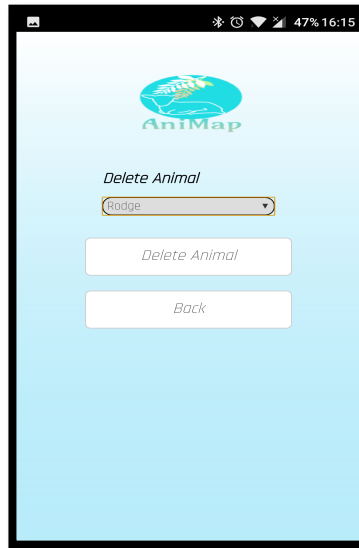 47% 16:15
AniMap
Delete Animal
Rodge
Delete Animal
Back